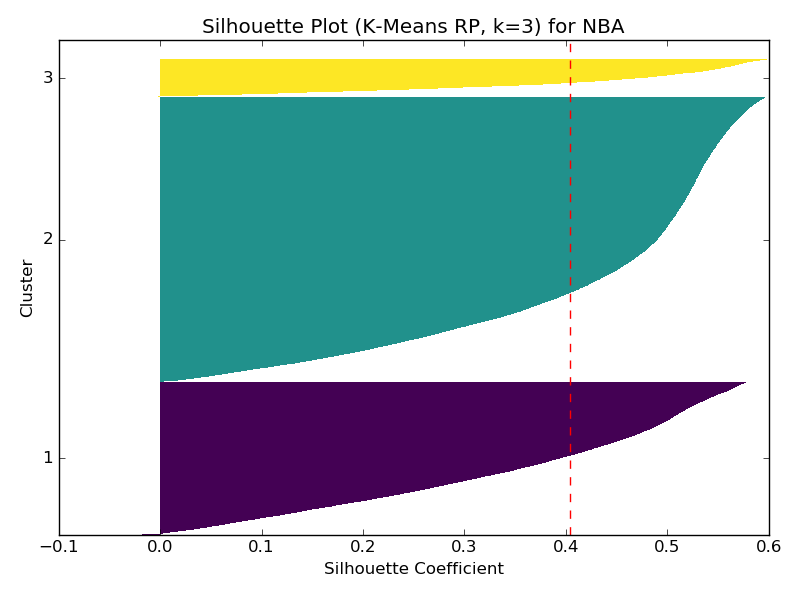 Silhouette Plot (K-Means RP, k=3) for NBA
3
2
1
Cluster
−0.1 0.0 0.1 0.2 0.3 0.4 0.5 0.6
Silhouette Coefficient